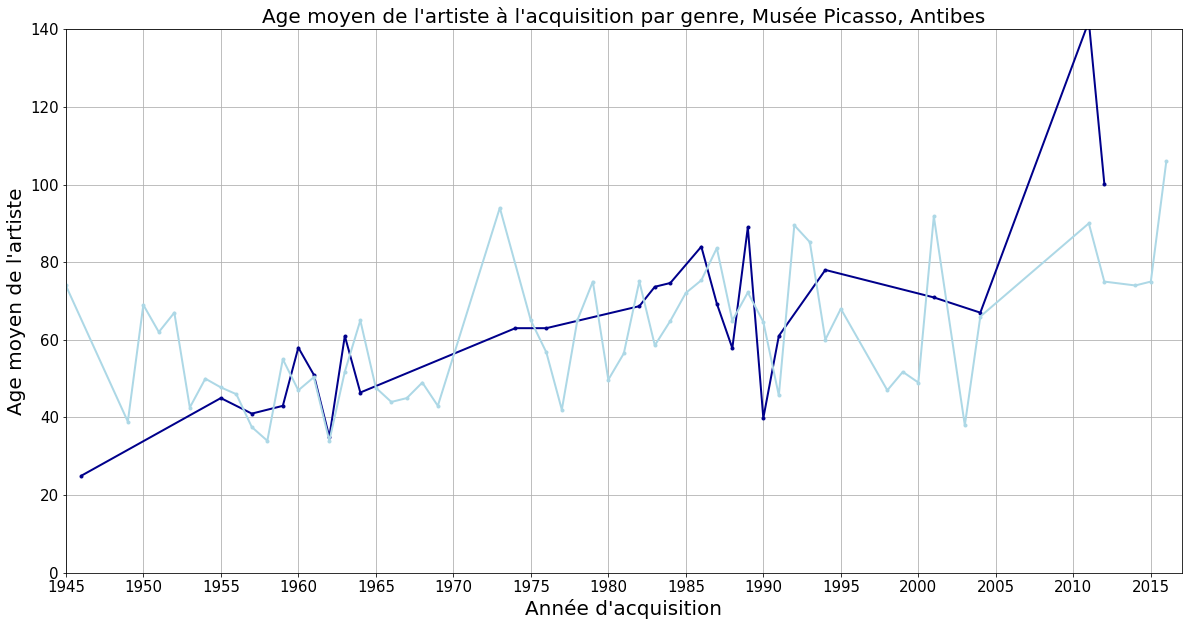 Age moyen de l'artiste à l'acquisition par genre, Musée Picasso, Antibes
140
120
100
80
60
40
20
0
Age moyen de l'artiste
1945 1950 1955 1960 1965 1970 1975 1980 1985 1990 1995 2000 2005 2010 2015
Année d'acquisition